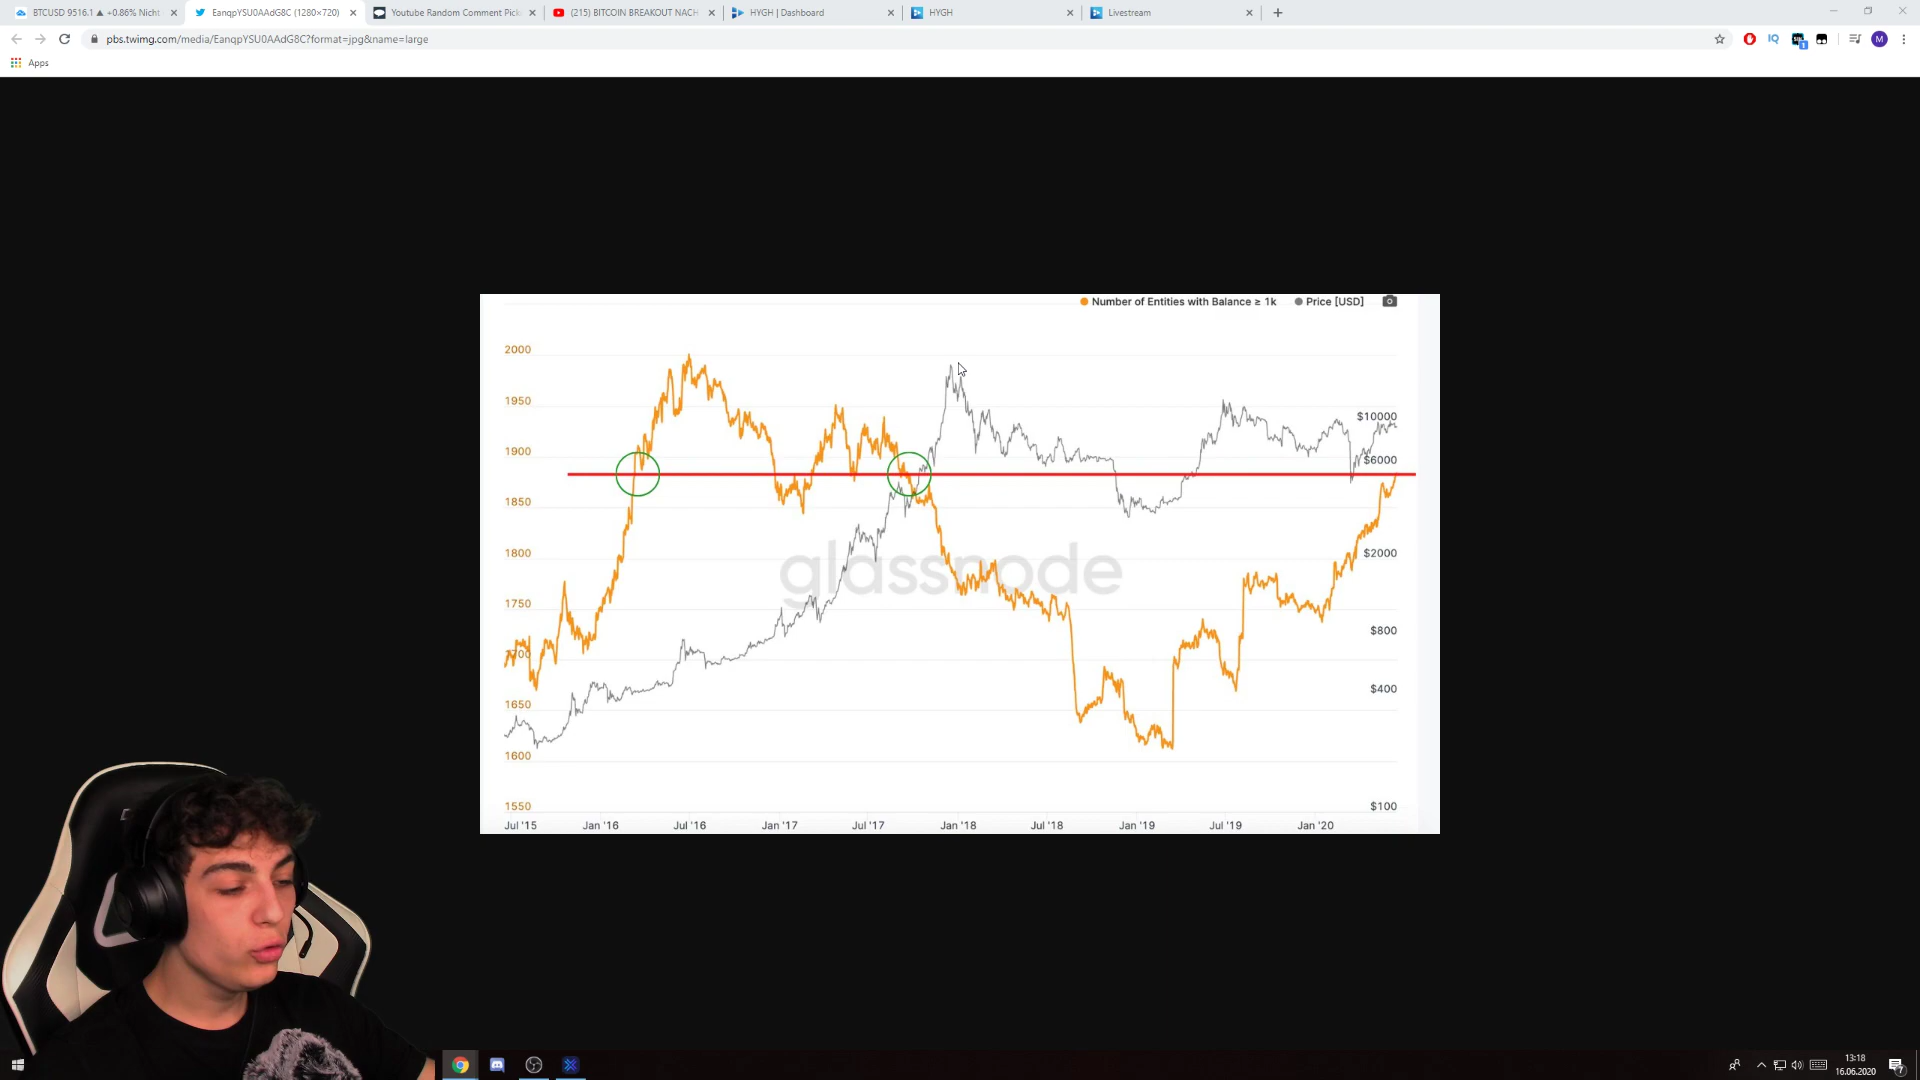 BTCUSD 9516.1 ▲ +0.86% Nicht
EanqpYSU0AAdG8C (1280×720)
Youtube Random Comment Pick
(215) BITCOIN BREAKOUT NACH
HYGH | Dashboard
HYGH
Livestream
pbs.twimg.com/media/EanqpYSU0AAdG8C?format=jpg&name=large
IQ
1
M
Apps
Number of Entities with Balance ≥ 1k
Price [USD]
2000
1950
1900
1850
1800
1750
1700
1650
1600
1550
$10000
$6000
$2000
$800
$400
$100
glassnode
Jul '15
Jan '16
Jul '16
Jan '17
Jul '17
Jan '18
Jul '18
Jan '19
Jul '19
Jan '20
13:18
16.06.2020
7